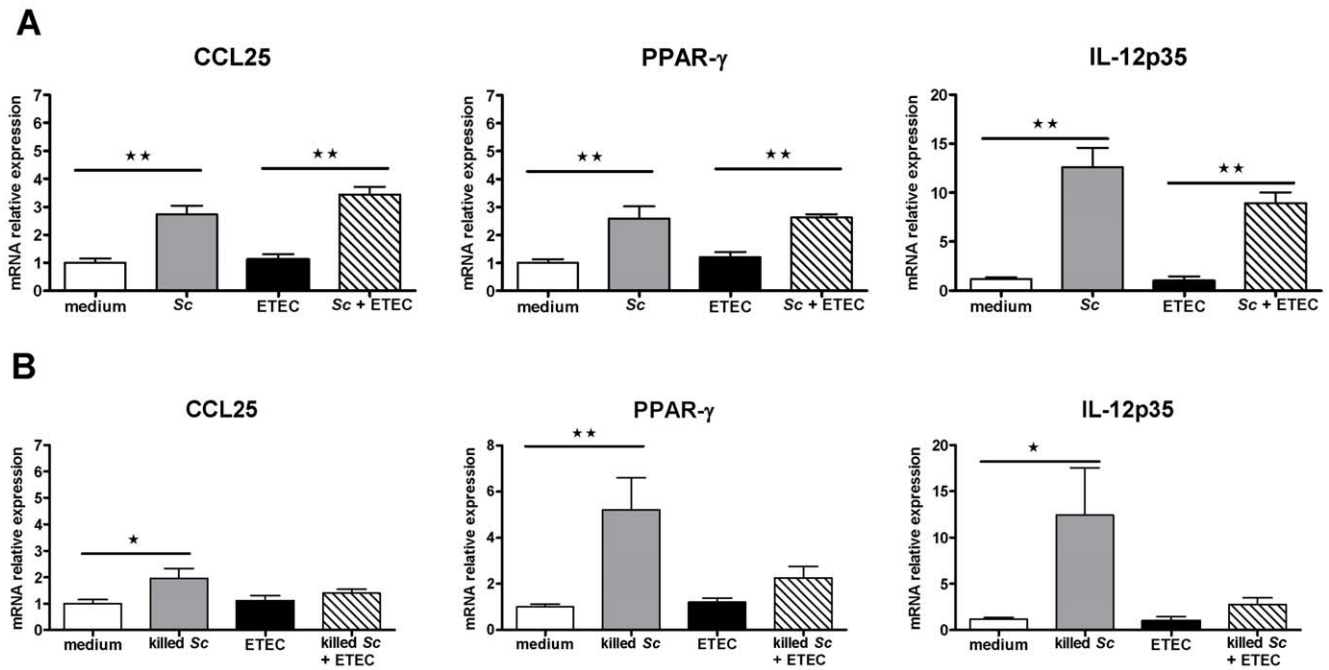 A
CCL25
mRNA relative expression
7
6
5
4
3
2
1
0
★★
★★
medium
Sc
ETEC
Sc + ETEC
PPAR-γ
mRNA relative expression
7
6
5
4
3
2
1
0
★★
★★
medium
Sc
ETEC
Sc + ETEC
IL-12p35
mRNA relative expression
20
15
10
5
0
★★
★★
medium
Sc
ETEC
Sc + ETEC
B
CCL25
mRNA relative expression
7
6
5
4
3
2
1
0
★
medium
killed Sc
ETEC
killed Sc
+ ETEC
PPAR-γ
mRNA relative expression
8
6
4
2
0
★★
medium
killed Sc
ETEC
killed Sc
+ ETEC
IL-12p35
mRNA relative expression
20
15
10
5
0
★
medium
killed Sc
ETEC
killed Sc
+ ETEC